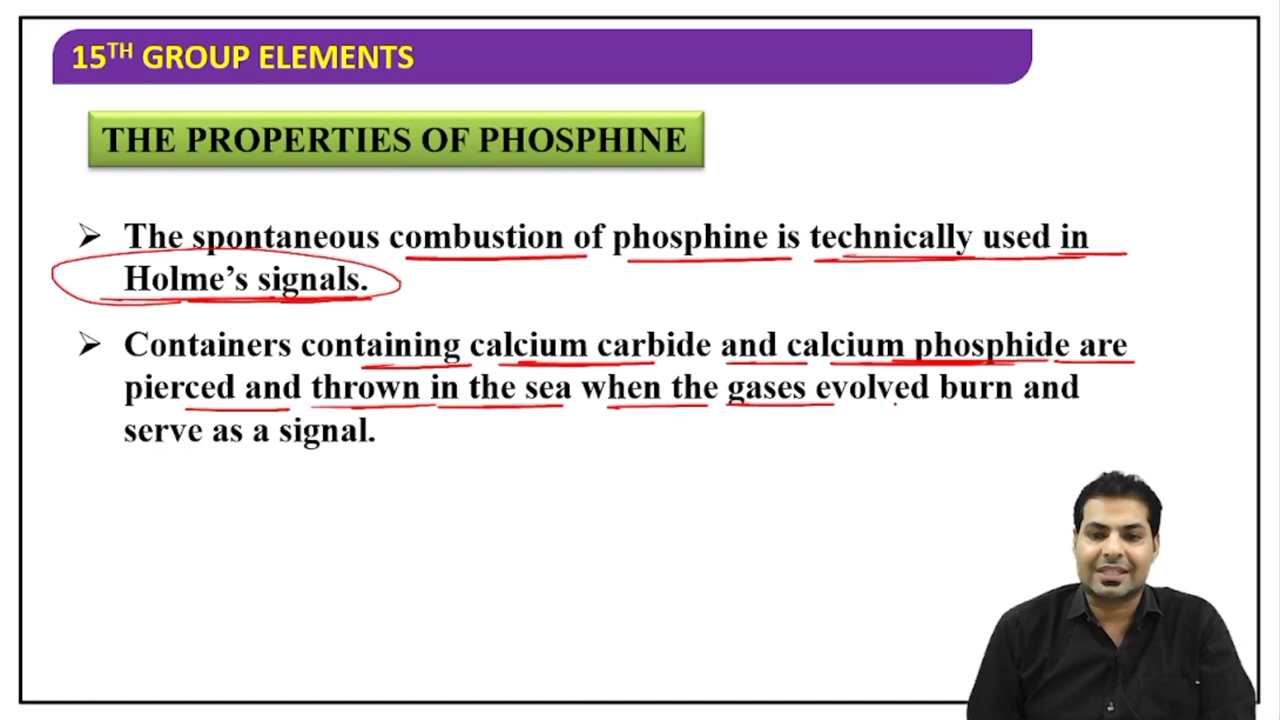 15TH GROUP ELEMENTS
THE PROPERTIES OF PHOSPHINE
The spontaneous combustion of phosphine is technically used in
Holme’s signals.
Containers containing calcium carbide and calcium phosphide are
pierced and thrown in the sea when the gases evolved burn and
serve as a signal.